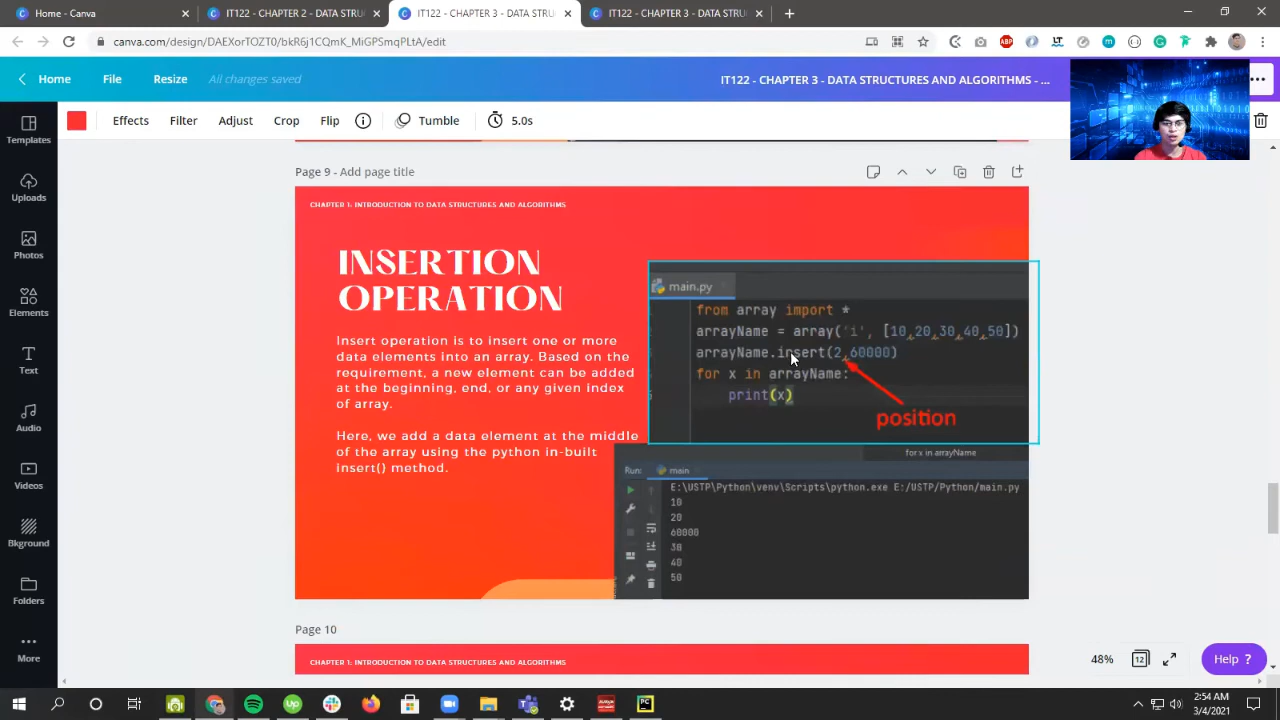 Home - Canva
IT122 - CHAPTER 2 - DATA STRU
IT122 - CHAPTER 3 - DATA STRU
IT122 - CHAPTER 3 - DATA STRU
canva.com/design/DAEXorTOZT0/bkR6j1CQmK_MiGPSmqPLtA/edit
Home
File
Resize
All changes saved
IT122 - CHAPTER 3 - DATA STRUCTURES AND ALGORITHMS - ...
Effects
Filter
Adjust
Crop
Flip
Tumble
5.0s
Templates
Uploads
Photos
Elements
Text
Audio
Videos
Bkground
Folders
More
Page 9 - Add page title
CHAPTER 1: INTRODUCTION TO DATA STRUCTURES AND ALGORITHMS
INSERTION
OPERATION
Insert operation is to insert one or more
data elements into an array. Based on the
requirement, a new element can be added
at the beginning, end, or any given index
of array.
Here, we add a data element at the middle
of the array using the python in-built
insert() method.
main.py
from array import *
arrayName = array('i', [10,20,30,40,50])
arrayName.insert(2,60000)
for x in arrayName:
print(x)
position
for x in arrayName
Run:
main
E:\USTP\Python\venv\Scripts\python.exe E:/USTP/Python/main.py
10
20
60000
30
40
50
Page 10
CHAPTER 1: INTRODUCTION TO DATA STRUCTURES AND ALGORITHMS
48%
12
Help ?
2:54 AM
3/4/2021